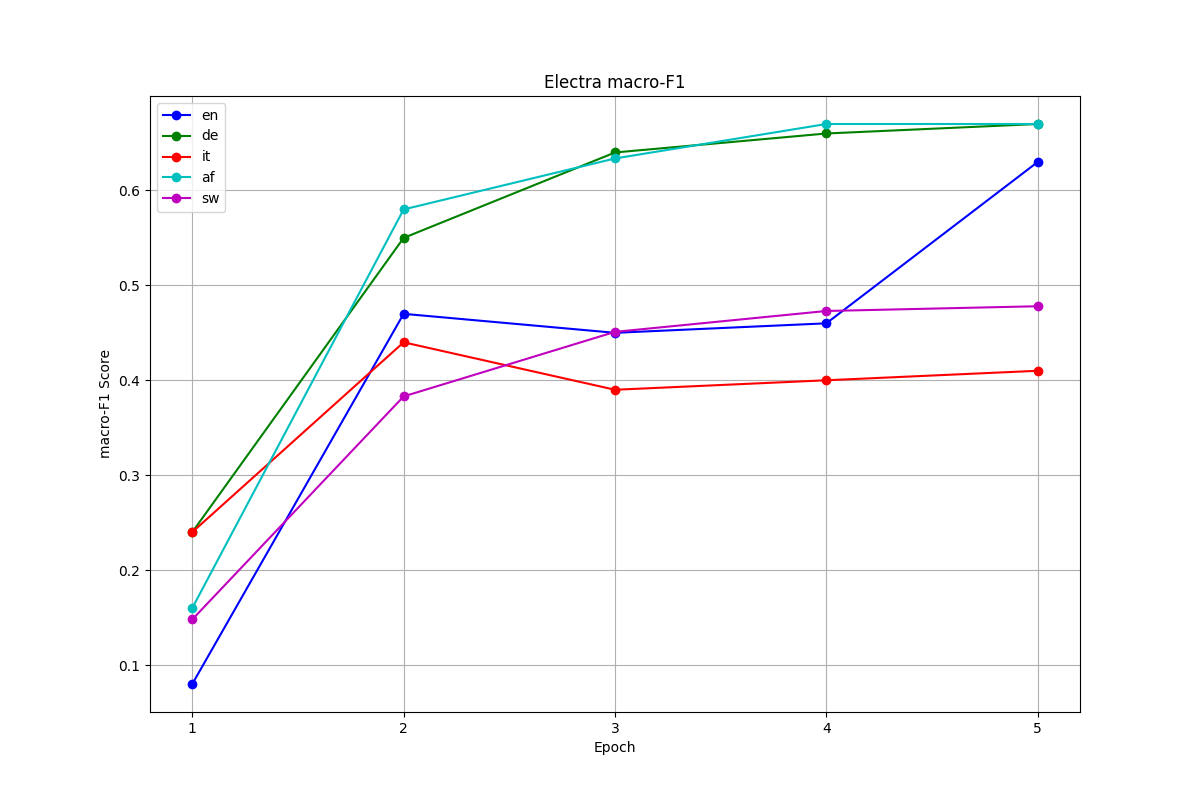 Electra macro-F1
en
de
it
af
sw
macro-F1 Score
0.6
0.5
0.4
0.3
0.2
0.1
1 2 3 4 5
Epoch